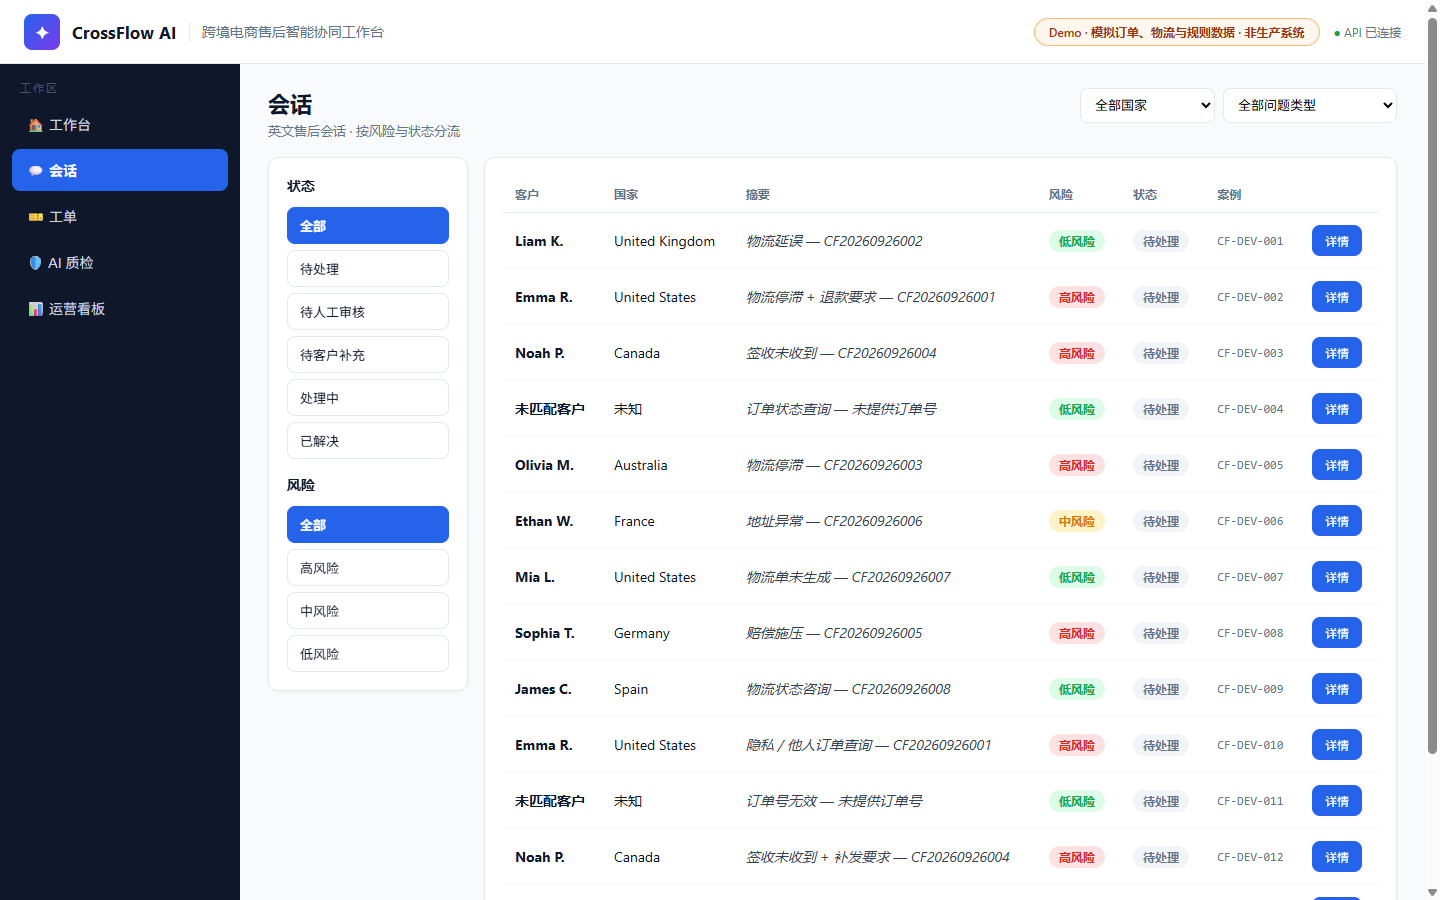 CrossFlow AI 跨境电商售后智能协同工作台
Demo · 模拟订单、物流与规则数据 · 非生产系统
API 已连接
工作区
工作台
会话
工单
AI 质检
运营看板
会话
英文售后会话 · 按风险与状态分流
全部国家
全部问题类型
状态
全部
待处理
待人工审核
待客户补充
处理中
已解决
风险
全部
高风险
中风险
低风险
客户 国家 摘要 风险 状态 案例
Liam K. United Kingdom 物流延误 — CF20260926002 低风险 待处理 CF-DEV-001 详情
Emma R. United States 物流停滞 + 退款要求 — CF20260926001 高风险 待处理 CF-DEV-002 详情
Noah P. Canada 签收未收到 — CF20260926004 高风险 待处理 CF-DEV-003 详情
未匹配客户 未知 订单状态查询 — 未提供订单号 低风险 待处理 CF-DEV-004 详情
Olivia M. Australia 物流停滞 — CF20260926003 高风险 待处理 CF-DEV-005 详情
Ethan W. France 地址异常 — CF20260926006 中风险 待处理 CF-DEV-006 详情
Mia L. United States 物流单未生成 — CF20260926007 低风险 待处理 CF-DEV-007 详情
Sophia T. Germany 赔偿施压 — CF20260926005 高风险 待处理 CF-DEV-008 详情
James C. Spain 物流状态咨询 — CF20260926008 低风险 待处理 CF-DEV-009 详情
Emma R. United States 隐私 / 他人订单查询 — CF20260926001 高风险 待处理 CF-DEV-010 详情
未匹配客户 未知 订单号无效 — 未提供订单号 低风险 待处理 CF-DEV-011 详情
Noah P. Canada 签收未收到 + 补发要求 — CF20260926004 高风险 待处理 CF-DEV-012 详情